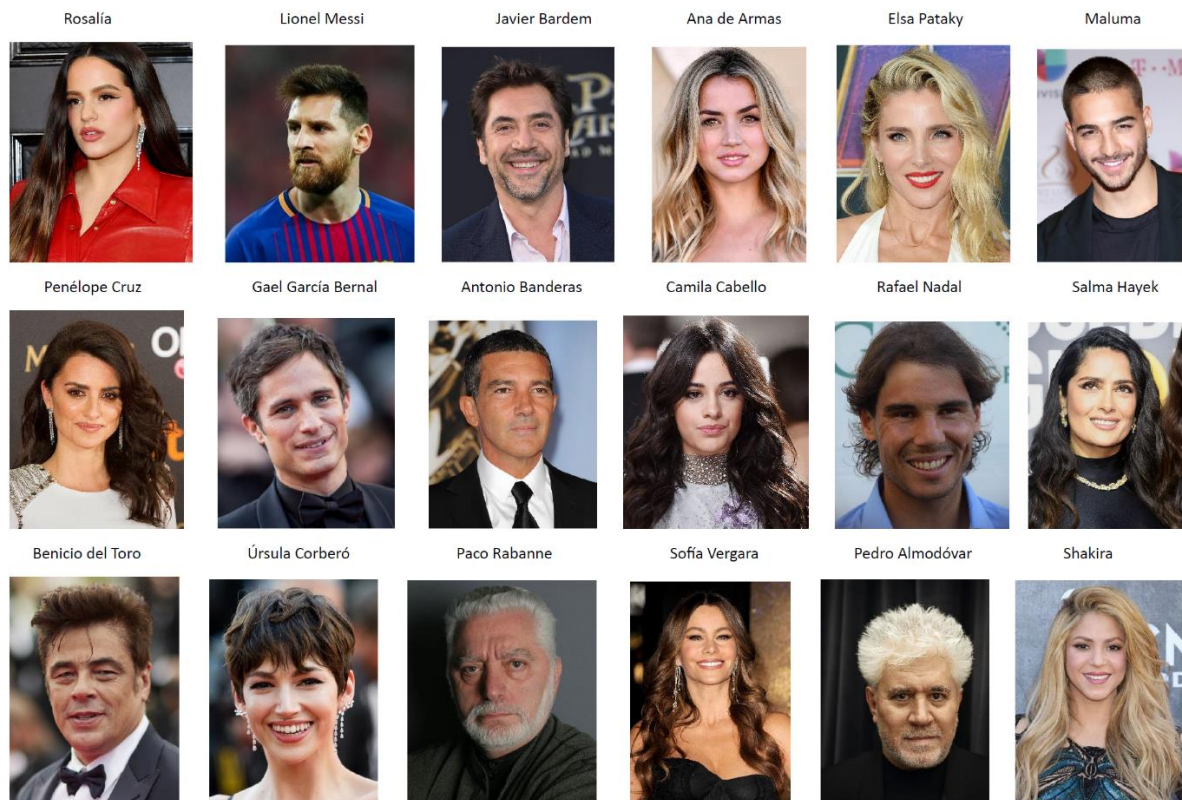 Rosalía
Lionel Messi
Javier Bardem
Ana de Armas
Elsa Pataky
Maluma
Penélope Cruz
Gael García Bernal
Antonio Banderas
Camila Cabello
Rafael Nadal
Salma Hayek
Benicio del Toro
Úrsula Corberó
Paco Rabanne
Sofía Vergara
Pedro Almodóvar
Shakira